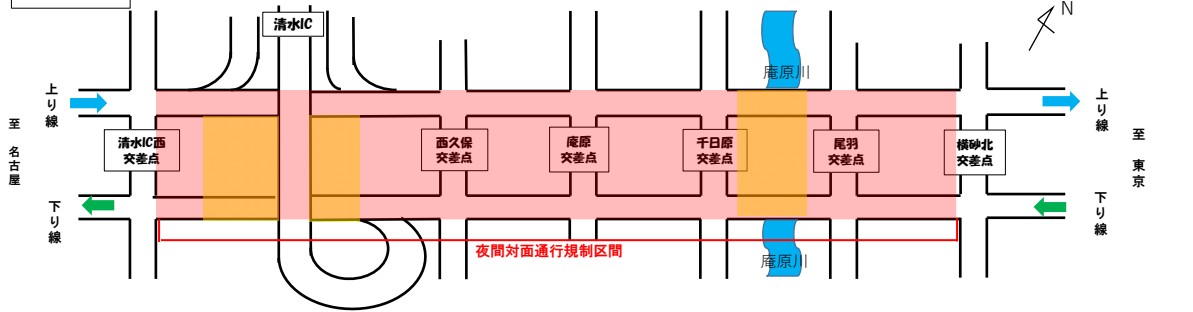 清水IC
N
庵原川
上り線
上り線
至 名古屋
至 東京
清水IC西
交差点
西久保
交差点
庵原
交差点
千日原
交差点
尾羽
交差点
横砂北
交差点
下り線
下り線
夜間対面通行規制区間
庵原川